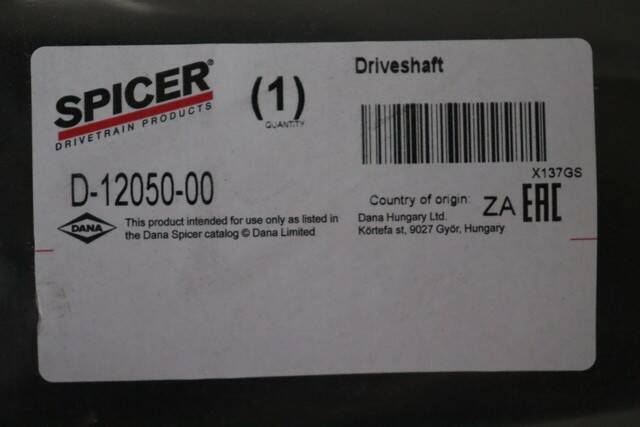 SPICER®
DRIVETRAIN PRODUCTS
(1)
QUANTITY
Driveshaft
X137GS
D-12050-00
Country of origin: ZA EAC
DANA
This product intended for use only as listed in
the Dana Spicer catalog © Dana Limited
Dana Hungary Ltd.
Körtefa st, 9027 Győr, Hungary